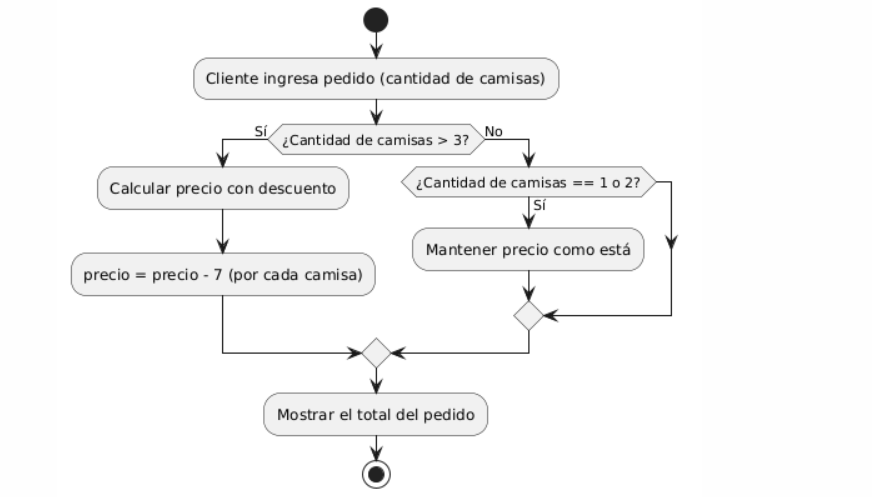 Cliente ingresa pedido (cantidad de camisas)
Sí
¿Cantidad de camisas > 3?
No
Calcular precio con descuento
¿Cantidad de camisas == 1 o 2?
Sí
precio = precio - 7 (por cada camisa)
Mantener precio como está
Mostrar el total del pedido